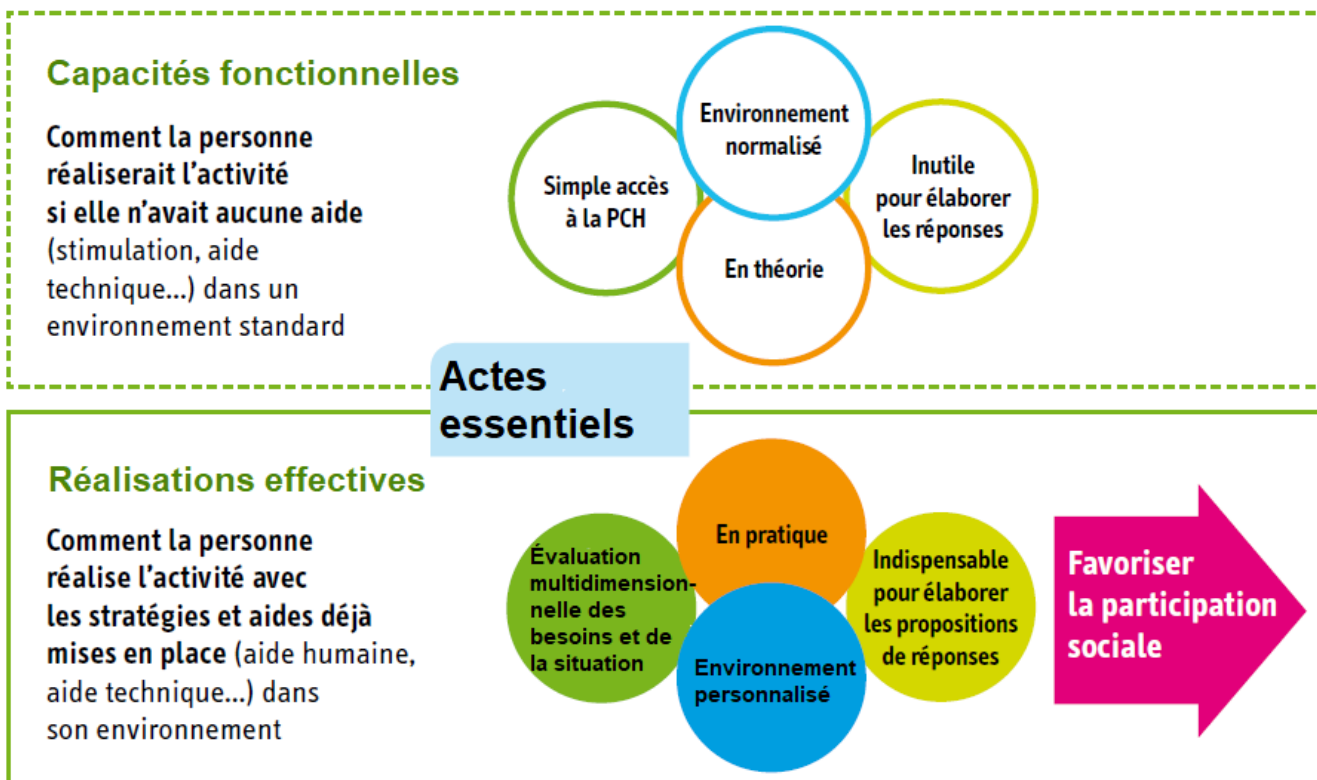 Capacités fonctionnelles
Comment la personne
réaliserait l’activité
si elle n’avait aucune aide
(stimulation, aide
technique...) dans un
environnement standard
Simple accès
à la PCH
Environnement
normalisé
En théorie
Inutile
pour élaborer
les réponses
Actes
essentiels
Réalisations effectives
Comment la personne
réalise l’activité avec
les stratégies et aides déjà
mises en place (aide humaine,
aide technique...) dans
son environnement
Évaluation
multidimension-
nelle des
besoins et de
la situation
En pratique
Environnement
personnalisé
Indispensable
pour élaborer
les propositions
de réponses
Favoriser
la participation
sociale